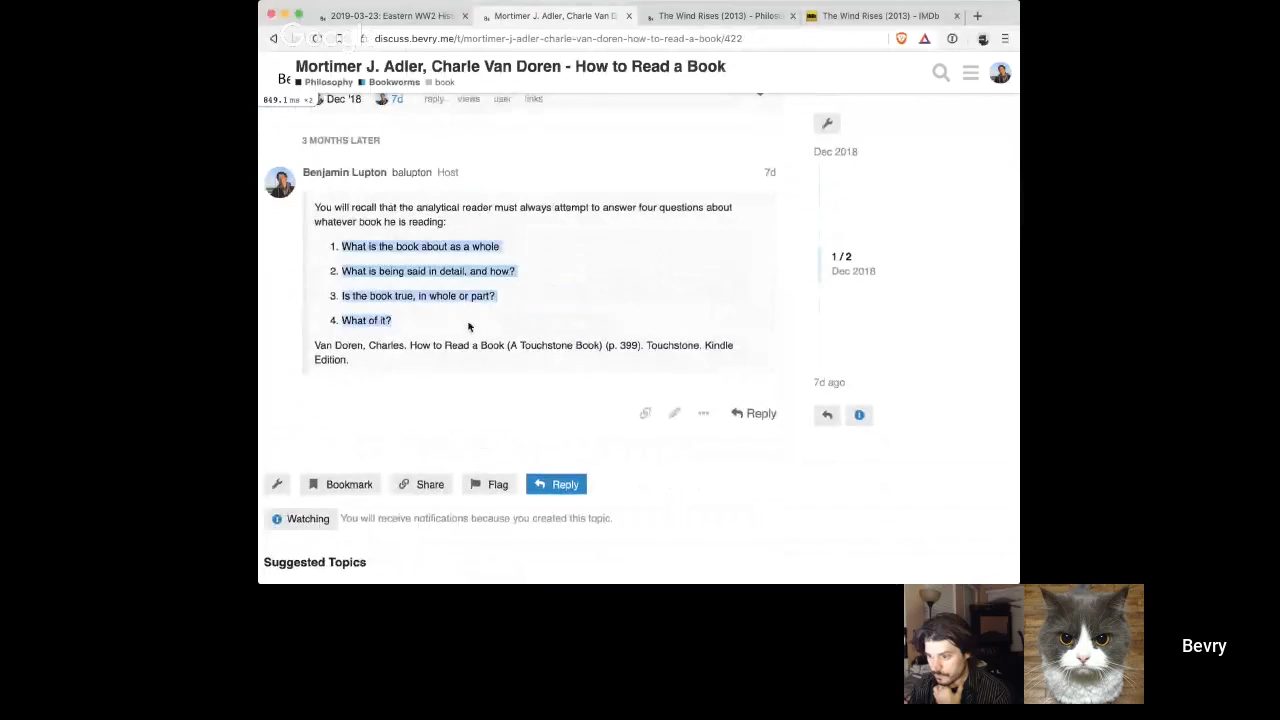 2019-03-23: Eastern WW2 His
Mortimer J. Adler, Charle Van D
The Wind Rises (2013) - Philos
The Wind Rises (2013) - IMDb
discuss.bevry.me/t/mortimer-j-adler-charle-van-doren-how-to-read-a-book/422
Mortimer J. Adler, Charle Van Doren - How to Read a Book
Philosophy Bookworms book
849.1 ms ×2
Dec '18 7d reply views user links
3 MONTHS LATER
Benjamin Lupton balupton Host 7d
You will recall that the analytical reader must always attempt to answer four questions about
whatever book he is reading:
1. What is the book about as a whole
2. What is being said in detail, and how?
3. Is the book true, in whole or part?
4. What of it?
Van Doren, Charles. How to Read a Book (A Touchstone Book) (p. 399). Touchstone. Kindle
Edition.
Reply
Dec 2018
1 / 2
Dec 2018
7d ago
Bookmark Share Flag Reply
Watching You will receive notifications because you created this topic.
Suggested Topics
Bevry